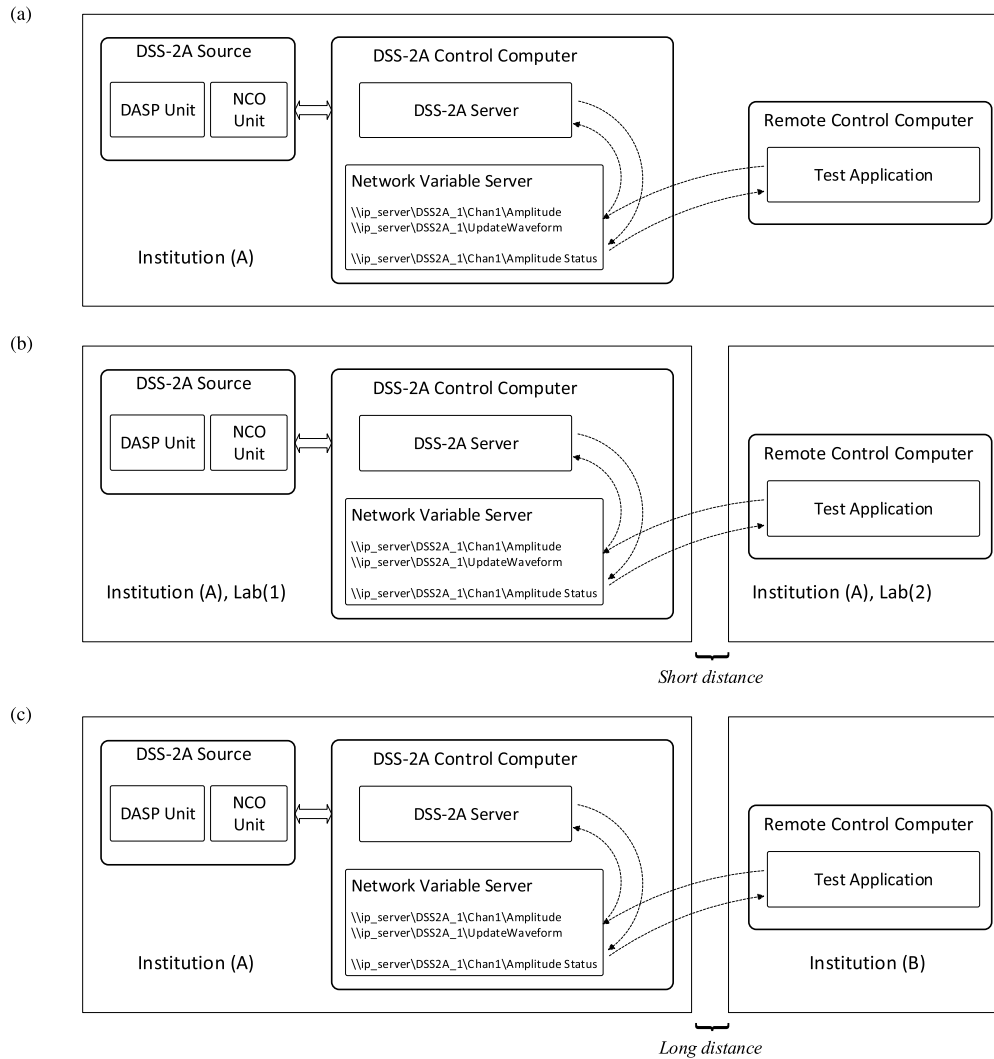 (a)
DSS-2A Source
DASP Unit
NCO
Unit
DSS-2A Control Computer
DSS-2A Server
Network Variable Server
\\ip_server\DSS2A_1\Chan1\Amplitude
\\ip_server\DSS2A_1\UpdateWaveform
\\ip_server\DSS2A_1\Chan1\Amplitude Status
Remote Control Computer
Test Application
Institution (A)
(b)
DSS-2A Source
DASP Unit
NCO
Unit
DSS-2A Control Computer
DSS-2A Server
Network Variable Server
\\ip_server\DSS2A_1\Chan1\Amplitude
\\ip_server\DSS2A_1\UpdateWaveform
\\ip_server\DSS2A_1\Chan1\Amplitude Status
Remote Control Computer
Test Application
Institution (A), Lab(1)
Institution (A), Lab(2)
Short distance
(c)
DSS-2A Source
DASP Unit
NCO
Unit
DSS-2A Control Computer
DSS-2A Server
Network Variable Server
\\ip_server\DSS2A_1\Chan1\Amplitude
\\ip_server\DSS2A_1\UpdateWaveform
\\ip_server\DSS2A_1\Chan1\Amplitude Status
Remote Control Computer
Test Application
Institution (A)
Institution (B)
Long distance